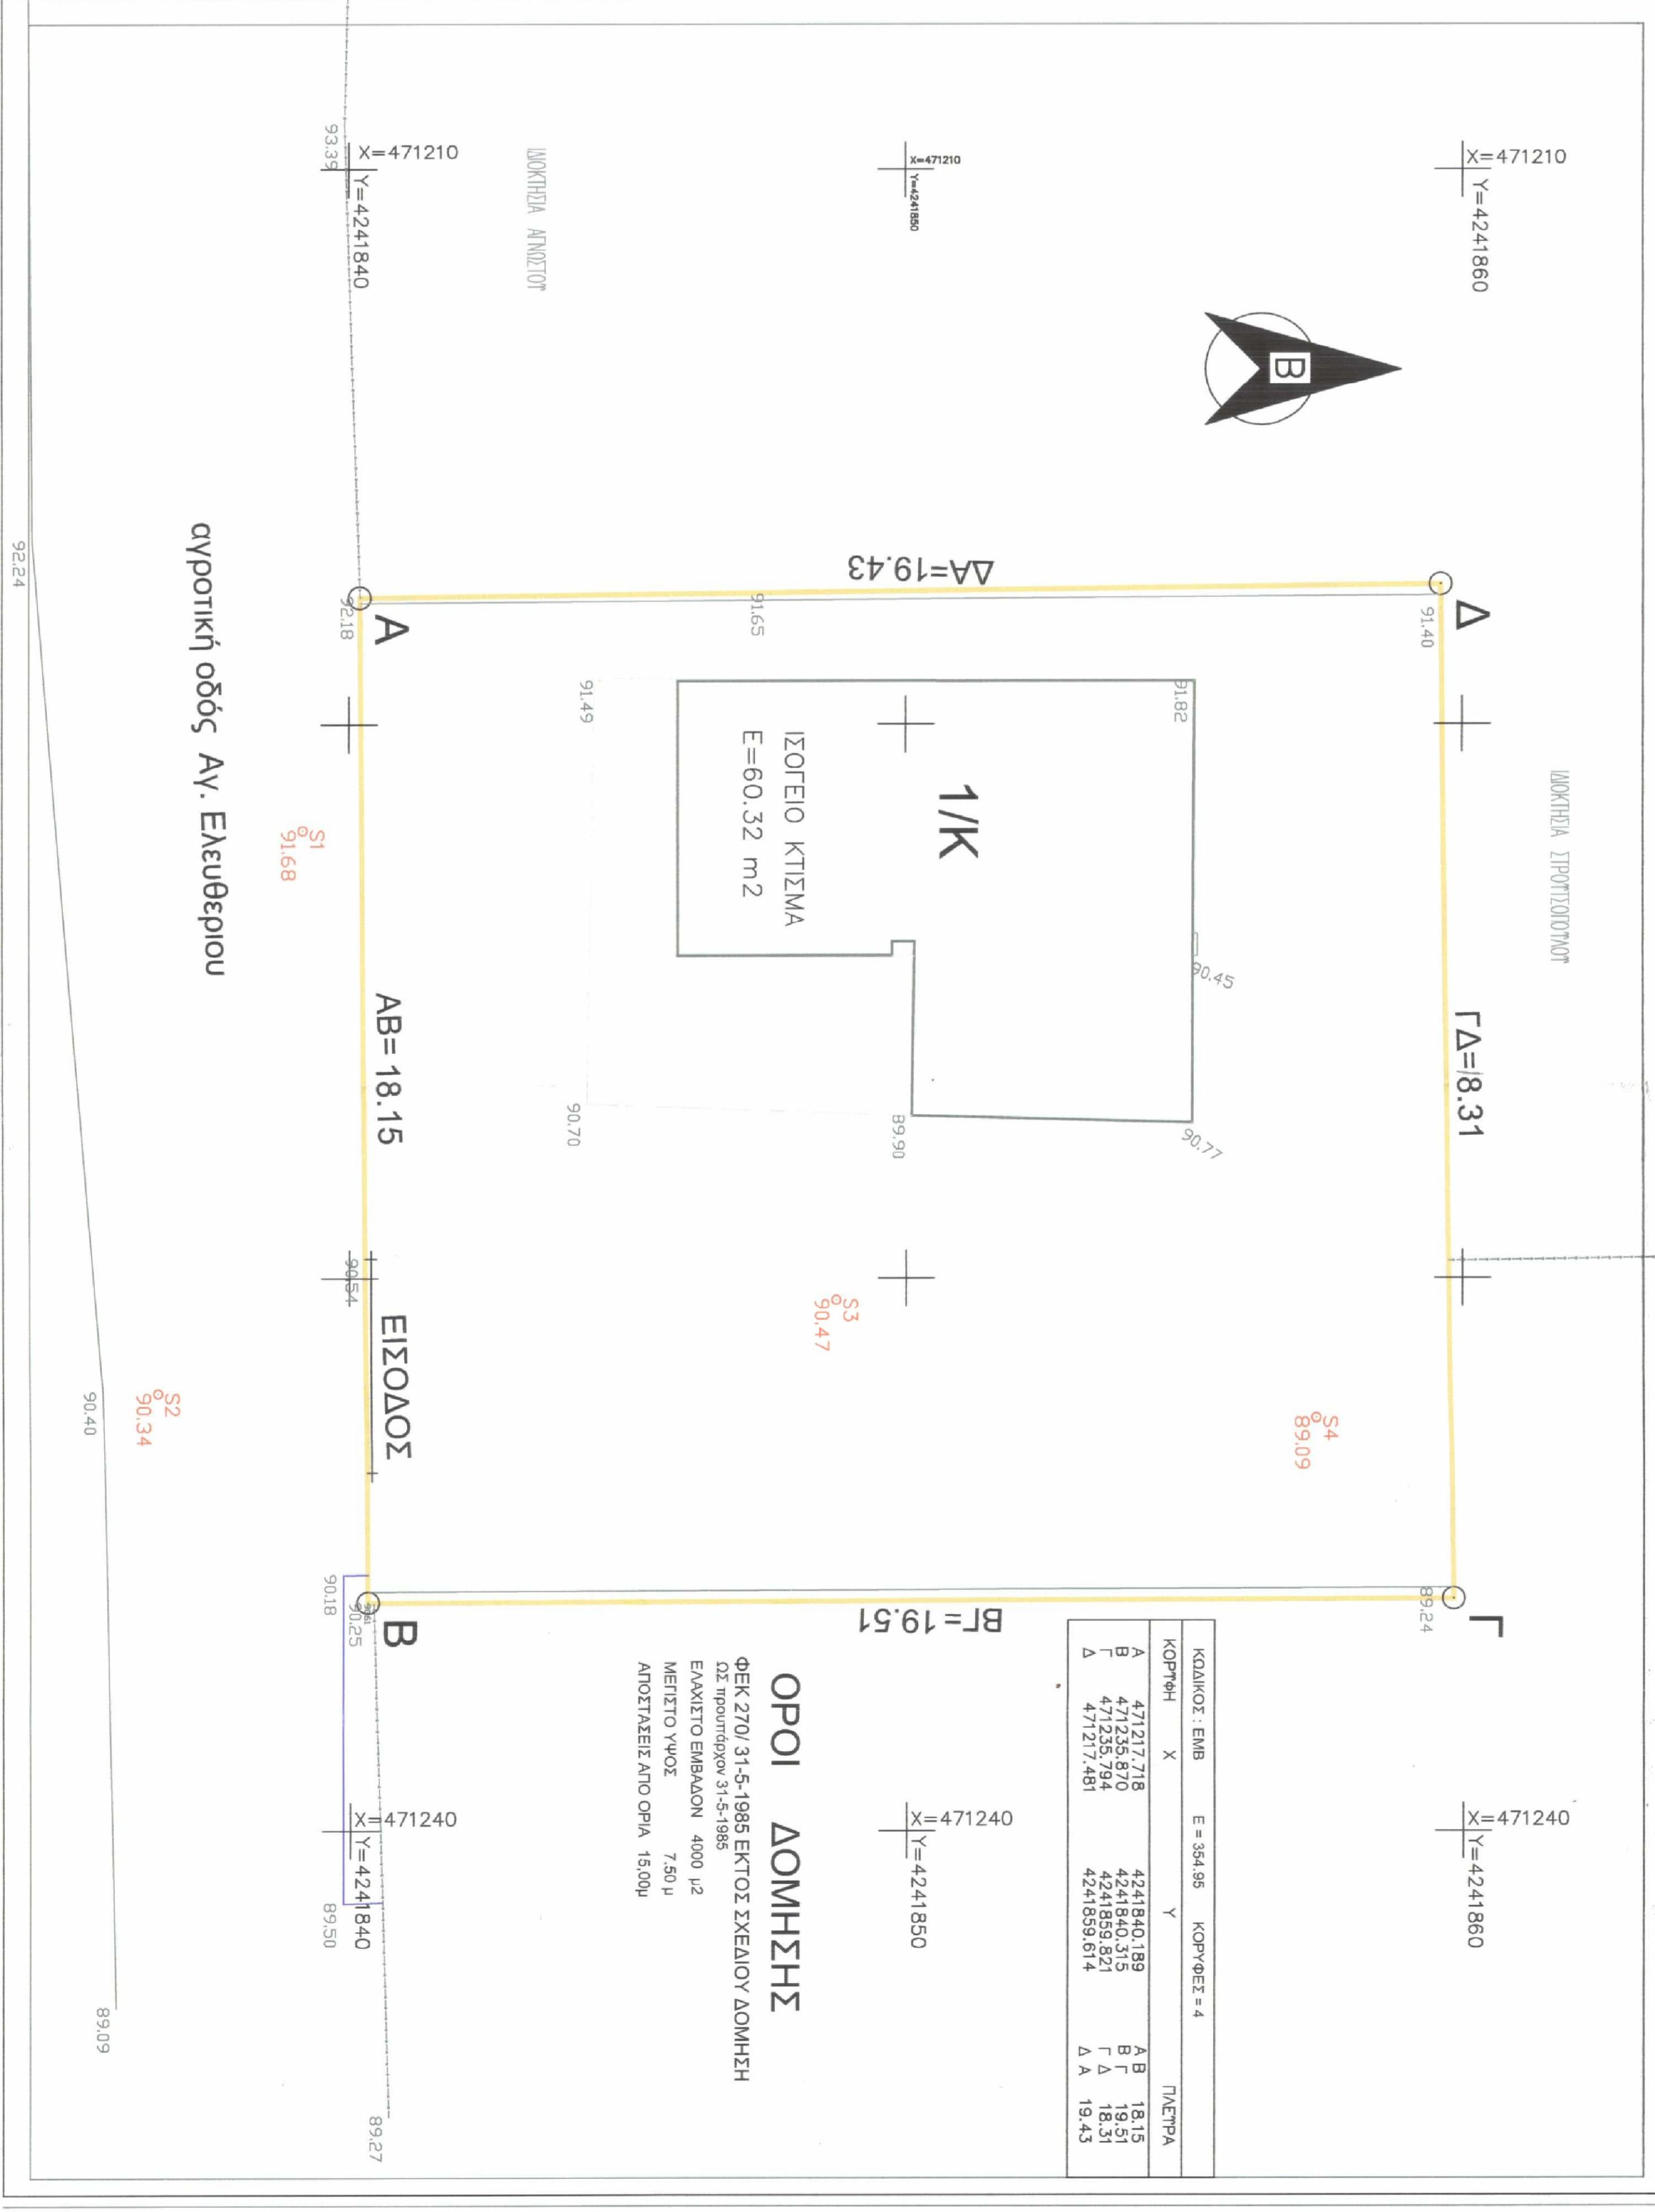 X=471210
Y=4241860
X=471210
Y=4241850
X=471210
Y=4241840
93.39
ΙΔΙΟΚΤΗΣΙΑ ΑΓΝΩΣΤΟΥ
Β
ΙΔΙΟΚΤΗΣΙΑ ΣΤΡΟΥΤΣΟΠΟΥΛΟΥ
Δ
91.40
ΔΑ=19.43
91.65
Α
92.18
92.24
91.82
91.49
1/Κ
ΙΣΟΓΕΙΟ ΚΤΙΣΜΑ
Ε=60.32 m2
90.45
90.77
89.90
90.70
ΓΔ=18.31
ΑΒ= 18.15
αγροτική οδός Αγ. Ελευθεριου
S1
91.68
S2
90.34
S3
90.47
S4
89.09
90.54
ΕΙΣΟΔΟΣ
90.40
Γ
89.24
ΒΓ=19.51
Β
90.25
90.18
ΚΩΔΙΚΟΣ : ΕΜΒ Ε = 354.95 ΚΟΡΥΦΕΣ = 4
ΚΟΡΥΦΗ Χ Υ ΠΛΕΥΡΑ
Α 471217.718 4241840.189 Α Β 18.15
Β 471235.870 4241840.315 Β Γ 19.51
Γ 471235.794 4241859.821 Γ Δ 18.31
Δ 471217.481 4241859.614 Δ Α 19.43
ΟΡΟΙ ΔΟΜΗΣΗΣ
ΦΕΚ 270/ 31-5-1985 ΕΚΤΟΣ ΣΧΕΔΙΟΥ ΔΟΜΗΣΗ
ΩΣ προυπάρχον 31-5-1985
ΕΛΑΧΙΣΤΟ ΕΜΒΑΔΟΝ 4000 μ2
ΜΕΓΙΣΤΟ ΥΨΟΣ 7.50 μ
ΑΠΟΣΤΑΣΕΙΣ ΑΠΟ ΟΡΙΑ 15,00μ
X=471240
Y=4241860
X=471240
Y=4241850
X=471240
Y=4241840
89.50
89.09
89.27